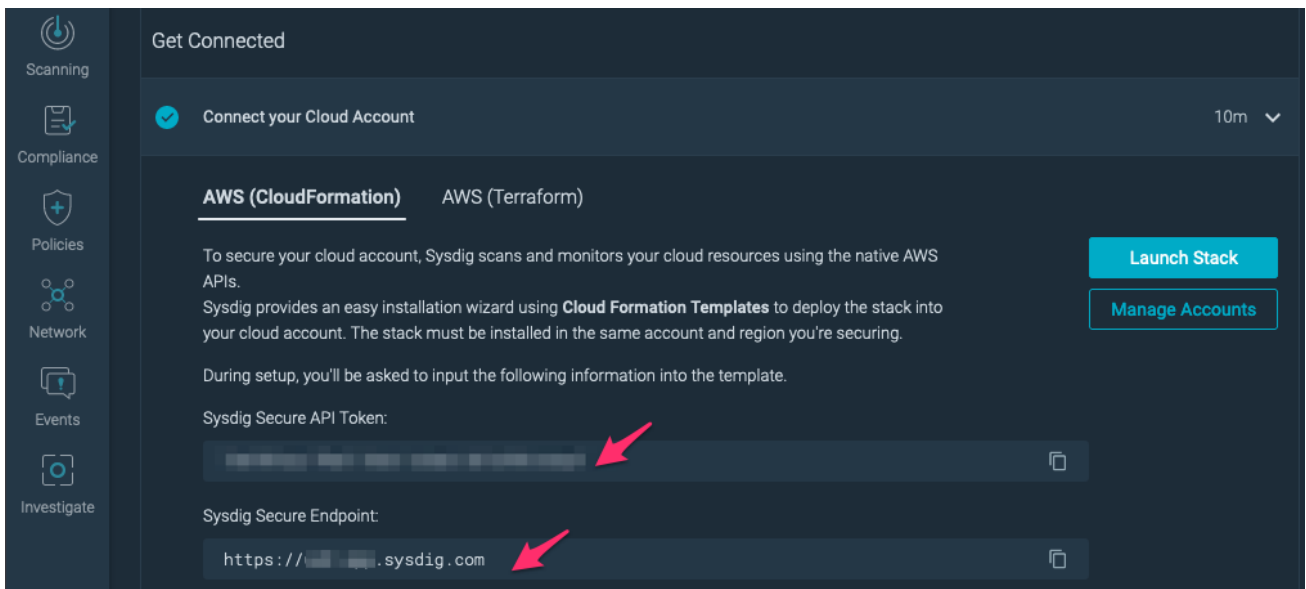 Scanning
Compliance
Policies
Network
Events
Investigate
Get Connected
Connect your Cloud Account
10m
AWS (CloudFormation)
AWS (Terraform)
To secure your cloud account, Sysdig scans and monitors your cloud resources using the native AWS
APIs.
Sysdig provides an easy installation wizard using Cloud Formation Templates to deploy the stack into
your cloud account. The stack must be installed in the same account and region you're securing.
During setup, you'll be asked to input the following information into the template.
Launch Stack
Manage Accounts
Sysdig Secure API Token:
Sysdig Secure Endpoint:
https:// .sysdig.com